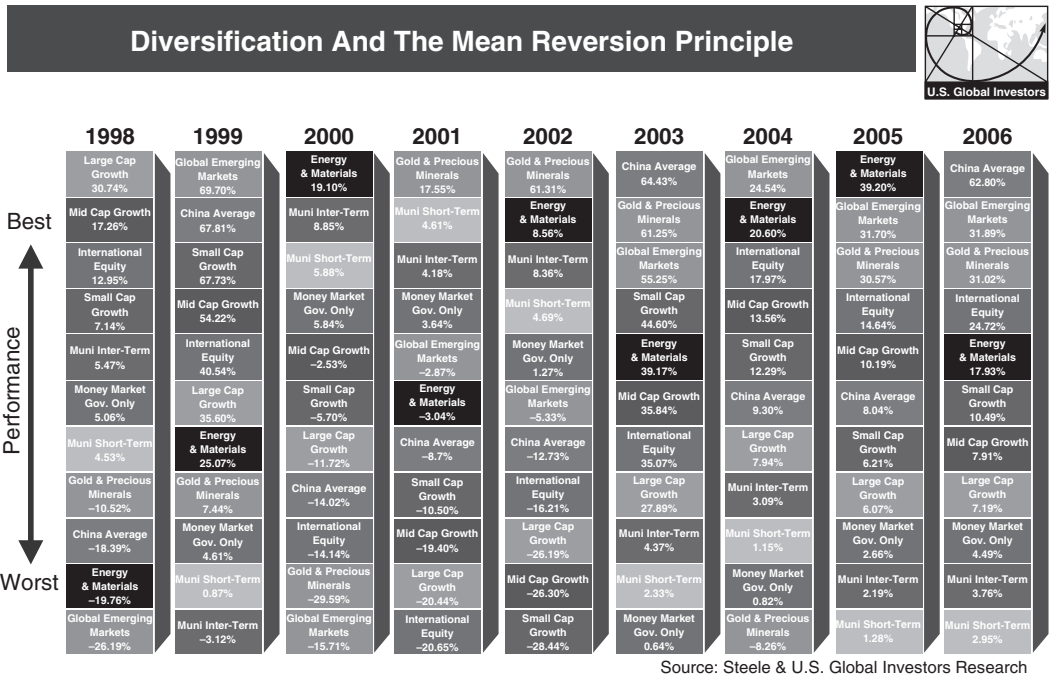 Diversification And The Mean Reversion Principle
U.S. Global Investors
1998
1999
2000
2001
2002
2003
2004
2005
2006
Best
Performance
Worst
Large Cap
Growth
30.74%
Mid Cap Growth
17.26%
International
Equity
12.95%
Small Cap
Growth
7.14%
Muni Inter-Term
5.47%
Money Market
Gov. Only
5.06%
Muni Short-Term
4.53%
Gold & Precious
Minerals
–10.52%
China Average
–18.39%
Energy
& Materials
–19.76%
Global Emerging
Markets
–26.19%
Global Emerging
Markets
69.70%
China Average
67.81%
Small Cap
Growth
67.73%
Mid Cap Growth
54.22%
International
Equity
40.54%
Large Cap
Growth
35.60%
Energy
& Materials
25.07%
Gold & Precious
Minerals
7.44%
Money Market
Gov. Only
4.61%
Muni Short-Term
0.87%
Muni Inter-Term
–3.12%
Energy
& Materials
19.10%
Muni Inter-Term
8.85%
Muni Short-Term
5.88%
Money Market
Gov. Only
5.84%
Mid Cap Growth
–2.53%
Small Cap
Growth
–5.70%
Large Cap
Growth
–11.72%
China Average
–14.02%
International
Equity
–14.14%
Gold & Precious
Minerals
–29.59%
Global Emerging
Markets
–15.71%
Gold & Precious
Minerals
17.55%
Muni Short-Term
4.61%
Muni Inter-Term
4.18%
Money Market
Gov. Only
3.64%
Global Emerging
Markets
–2.87%
Energy
& Materials
–3.04%
China Average
–8.7%
Small Cap
Growth
–10.50%
Mid Cap Growth
–19.40%
Large Cap
Growth
–20.44%
International
Equity
–20.65%
Gold & Precious
Minerals
61.31%
Energy
& Materials
8.56%
Muni Inter-Term
8.36%
Muni Short-Term
4.69%
Money Market
Gov. Only
1.27%
Global Emerging
Markets
–5.33%
China Average
–12.73%
International
Equity
–16.21%
Large Cap
Growth
–26.19%
Mid Cap Growth
–26.30%
Small Cap
Growth
–28.44%
China Average
64.43%
Gold & Precious
Minerals
61.25%
Global Emerging
Markets
55.25%
Small Cap
Growth
44.60%
Energy
& Materials
39.17%
Mid Cap Growth
35.84%
International
Equity
35.07%
Large Cap
Growth
27.89%
Muni Inter-Term
4.37%
Muni Short-Term
2.33%
Money Market
Gov. Only
0.64%
Global Emerging
Markets
24.54%
Energy
& Materials
20.60%
International
Equity
17.97%
Mid Cap Growth
13.56%
Small Cap
Growth
12.29%
China Average
9.30%
Large Cap
Growth
7.94%
Muni Inter-Term
3.09%
Muni Short-Term
1.15%
Money Market
Gov. Only
0.82%
Gold & Precious
Minerals
–8.26%
Energy
& Materials
39.20%
Global Emerging
Markets
31.70%
Gold & Precious
Minerals
30.57%
International
Equity
14.64%
Mid Cap Growth
10.19%
China Average
8.04%
Small Cap
Growth
6.21%
Large Cap
Growth
6.07%
Money Market
Gov. Only
2.66%
Muni Inter-Term
2.19%
Muni Short-Term
1.28%
China Average
62.80%
Global Emerging
Markets
31.89%
Gold & Precious
Minerals
31.02%
International
Equity
24.72%
Energy
& Materials
17.93%
Small Cap
Growth
10.49%
Mid Cap Growth
7.91%
Large Cap
Growth
7.19%
Money Market
Gov. Only
4.49%
Muni Inter-Term
3.76%
Muni Short-Term
2.95%
Source: Steele & U.S. Global Investors Research